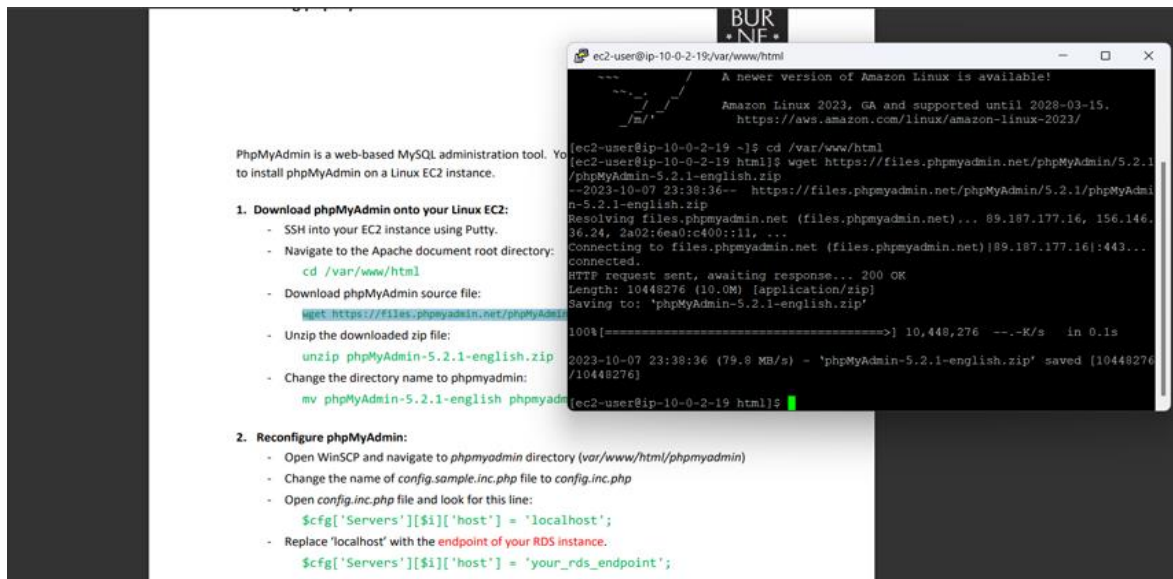 BUR
* NE *
PhpMyAdmin is a web-based MySQL administration tool. Yo
to install phpMyAdmin on a Linux EC2 instance.
1. Download phpMyAdmin onto your Linux EC2:
- SSH into your EC2 instance using Putty.
- Navigate to the Apache document root directory:
cd /var/www/html
- Download phpMyAdmin source file:
wget https://files.phpmyadmin.net/phpMyAdmin
- Unzip the downloaded zip file:
unzip phpMyAdmin-5.2.1-english.zip
- Change the directory name to phpmyadmin:
mv phpMyAdmin-5.2.1-english phpmyadm
2. Reconfigure phpMyAdmin:
- Open WinSCP and navigate to phpmyadmin directory (var/www/html/phpmyadmin)
- Change the name of config.sample.inc.php file to config.inc.php
- Open config.inc.php file and look for this line:
$cfg['Servers'][$i]['host'] = 'localhost';
- Replace 'localhost' with the endpoint of your RDS instance.
$cfg['Servers'][$i]['host'] = 'your_rds_endpoint';
ec2-user@ip-10-0-2-19:/var/www/html
A newer version of Amazon Linux is available!
Amazon Linux 2023, GA and supported until 2028-03-15.
https://aws.amazon.com/linux/amazon-linux-2023/
[ec2-user@ip-10-0-2-19 ~]$ cd /var/www/html
[ec2-user@ip-10-0-2-19 html]$ wget https://files.phpmyadmin.net/phpMyAdmin/5.2.1
/phpMyAdmin-5.2.1-english.zip
--2023-10-07 23:38:36-- https://files.phpmyadmin.net/phpMyAdmin/5.2.1/phpMyAdmi
n-5.2.1-english.zip
Resolving files.phpmyadmin.net (files.phpmyadmin.net)... 89.187.177.16, 156.146.
36.24, 2a02:6ea0:c400::11, ...
Connecting to files.phpmyadmin.net (files.phpmyadmin.net)|89.187.177.16|:443...
connected.
HTTP request sent, awaiting response... 200 OK
Length: 10448276 (10.0M) [application/zip]
Saving to: 'phpMyAdmin-5.2.1-english.zip'
100%[======================================>] 10,448,276 --.-K/s in 0.1s
2023-10-07 23:38:36 (79.8 MB/s) - 'phpMyAdmin-5.2.1-english.zip' saved [10448276
/10448276]
[ec2-user@ip-10-0-2-19 html]$